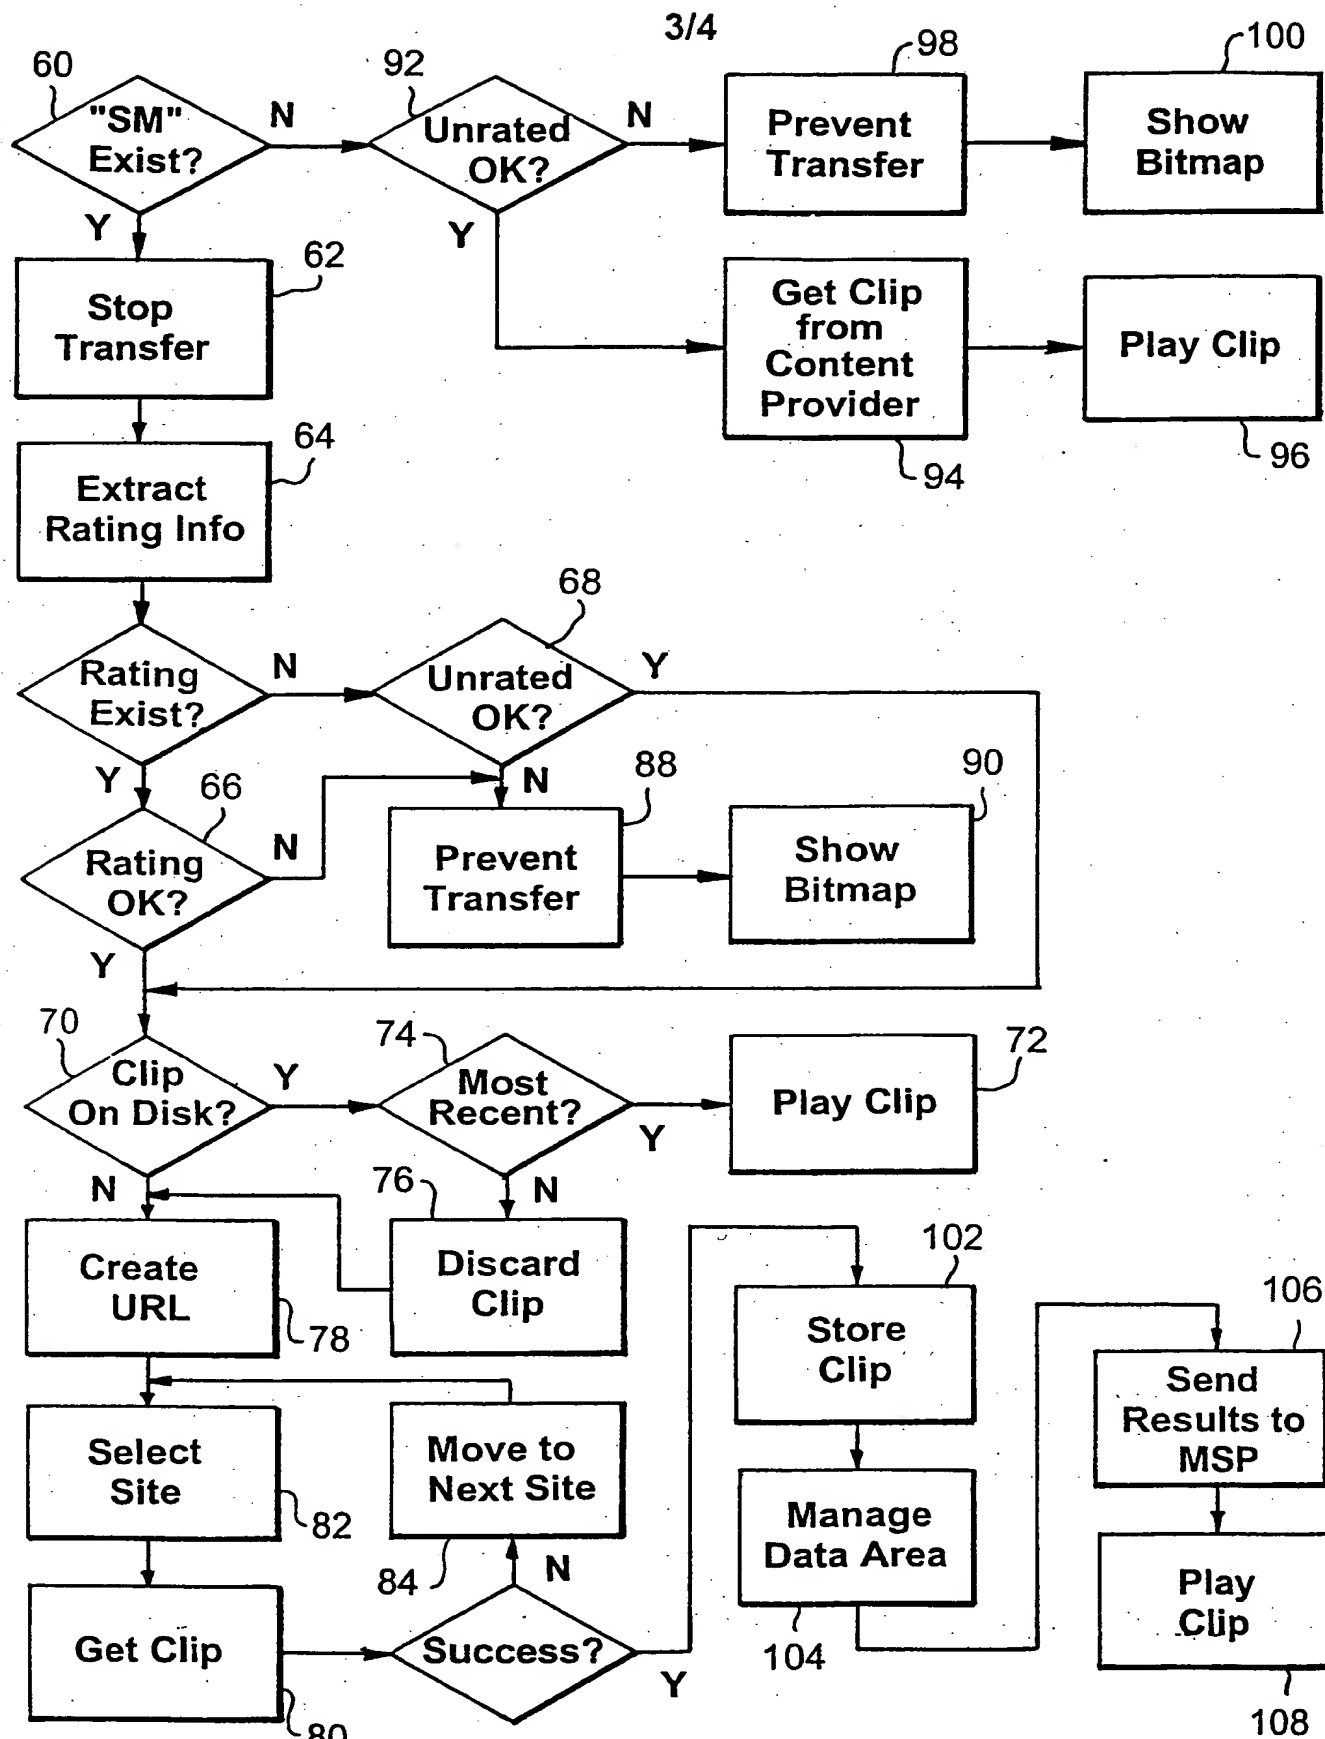 3/4
60
"SM"
Exist?
N
Y
92
Unrated
OK?
N
Y
98
Prevent
Transfer
100
Show
Bitmap
62
Stop
Transfer
Get Clip
from
Content
Provider
94
Play Clip
96
64
Extract
Rating Info
Rating
Exist?
N
Y
68
Unrated
OK?
Y
N
66
Rating
OK?
N
Y
88
Prevent
Transfer
90
Show
Bitmap
70
Clip
On Disk?
Y
N
74
Most
Recent?
Y
N
72
Play Clip
76
Discard
Clip
Create
URL
78
Select
Site
82
Move to
Next Site
84
Get Clip
80
Success?
N
Y
102
Store
Clip
Manage
Data Area
104
106
Send
Results to
MSP
Play
Clip
108